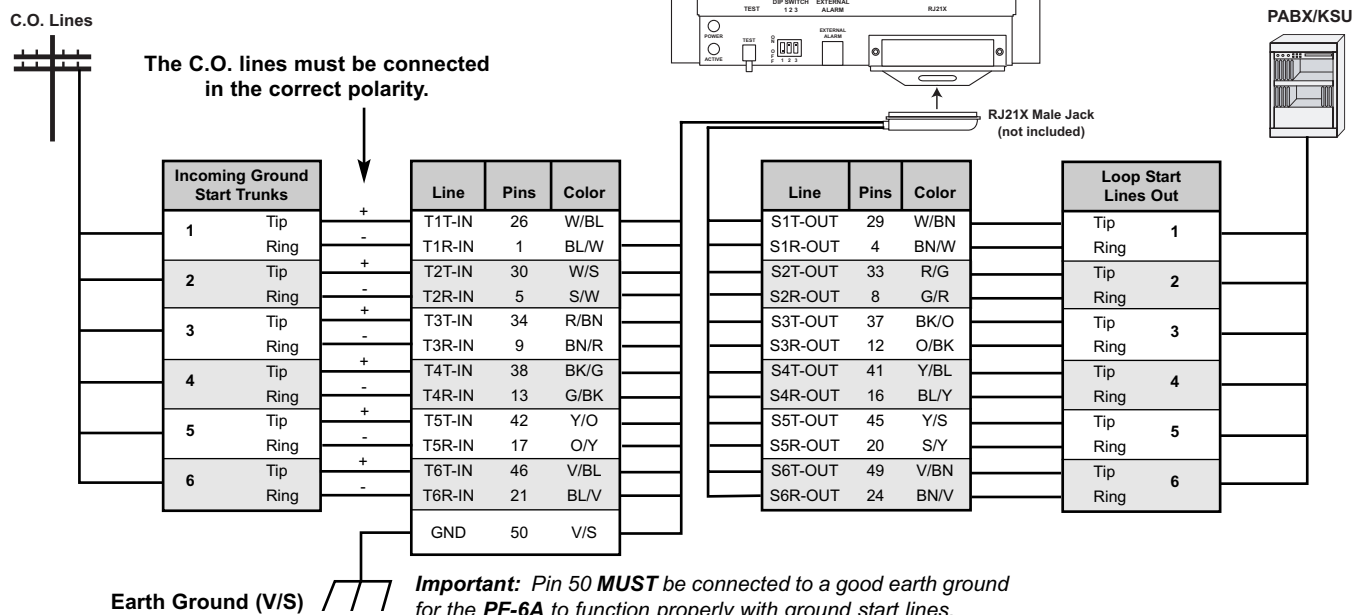 DIP SWITCH EXTERNAL
TEST 1 2 3 ALARM RJ21X
C.O. Lines
PABX/KSU
POWER
TEST
ON
OFF
EXTERNAL
ALARM
ACTIVE
1 2 3
The C.O. lines must be connected
in the correct polarity.
RJ21X Male Jack
(not included)
Incoming Ground
Start Trunks
1 Tip +
Ring -
2 Tip +
Ring -
3 Tip +
Ring -
4 Tip +
Ring -
5 Tip +
Ring -
6 Tip +
Ring -
Line Pins Color
T1T-IN 26 W/BL
T1R-IN 1 BL/W
T2T-IN 30 W/S
T2R-IN 5 S/W
T3T-IN 34 R/BN
T3R-IN 9 BN/R
T4T-IN 38 BK/G
T4R-IN 13 G/BK
T5T-IN 42 Y/O
T5R-IN 17 O/Y
T6T-IN 46 V/BL
T6R-IN 21 BL/V
GND 50 V/S
Line Pins Color
S1T-OUT 29 W/BN
S1R-OUT 4 BN/W
S2T-OUT 33 R/G
S2R-OUT 8 G/R
S3T-OUT 37 BK/O
S3R-OUT 12 O/BK
S4T-OUT 41 Y/BL
S4R-OUT 16 BL/Y
S5T-OUT 45 Y/S
S5R-OUT 20 S/Y
S6T-OUT 49 V/BN
S6R-OUT 24 BN/V
Loop Start
Lines Out
Tip 1
Ring
Tip 2
Ring
Tip 3
Ring
Tip 4
Ring
Tip 5
Ring
Tip 6
Ring
Earth Ground (V/S)
Important: Pin 50 MUST be connected to a good earth ground
for the PF-6A to function properly with ground start lines.